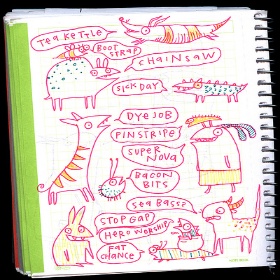 TEA KETTLE
BOOT
STRAP
CHAINSAW
SICK DAY
DYE JOB
PINSTRIPE
SUPER
NOVA
BACON
BITS
SEA BASS?
STOP GAP
HERO WORSHIP
FAT
CHANCE